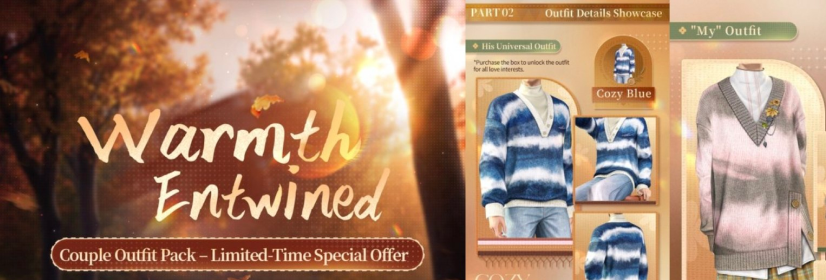 Warmth
Entwined
Couple Outfit Pack – Limited-Time Special Offer
PART 02
Outfit Details Showcase
His Universal Outfit
*Purchase the box to unlock the outfit
for all love interests.
Cozy Blue
COZY
"My" Outfit